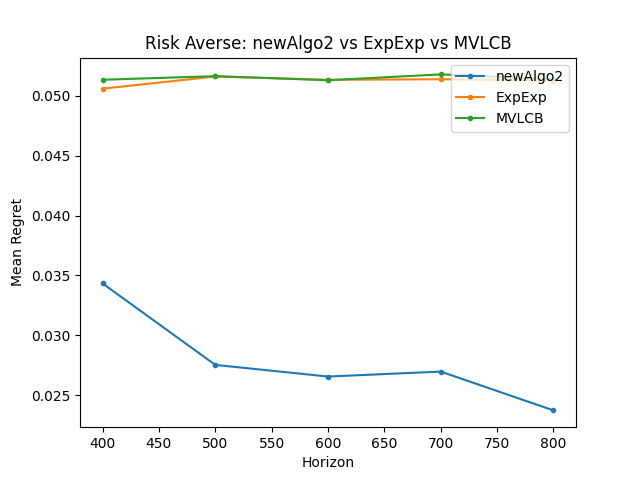 Risk Averse: newAlgo2 vs ExpExp vs MVLCB
newAlgo2
ExpExp
MVLCB
Mean Regret
0.050
0.045
0.040
0.035
0.030
0.025
400 450 500 550 600 650 700 750 800
Horizon